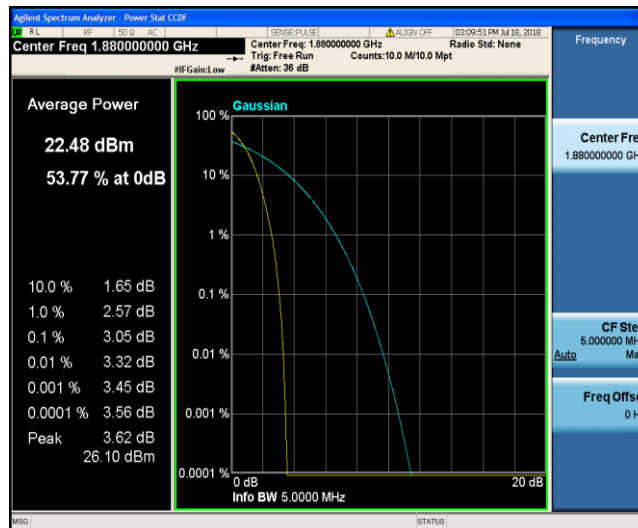 Agilent Spectrum Analyzer - Power Stat CCDF
RL RF 50 Ω AC SENSE:PULSE ALIGN OFF 03:09:51 PM Jul 18, 2018
Center Freq 1.880000000 GHz Center Freq: 1.880000000 GHz Radio Std: None
Trig: Free Run Counts:10.0 M/10.0 Mpt
#IFGain:Low #Atten: 36 dB
Frequency
Average Power
22.48 dBm
53.77 % at 0dB
10.0 % 1.65 dB
1.0 % 2.57 dB
0.1 % 3.05 dB
0.01 % 3.32 dB
0.001 % 3.45 dB
0.0001 % 3.56 dB
Peak 3.62 dB
26.10 dBm
100 % Gaussian
10 %
1 %
0.1 %
0.01 %
0.001 %
0.0001 %
0 dB 20 dB
Info BW 5.0000 MHz
Center Fre
1.880000000 GH
CF Ste
5.000000 MH
Auto Ma
Freq Offs
0 H
MSG STATUS